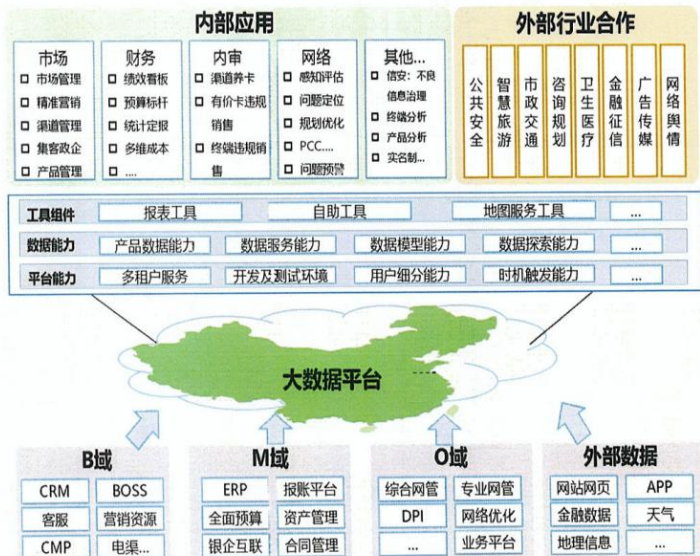 内部应用
外部行业合作
市场
□ 市场管理
□ 精准营销
□ 渠道管理
□ 集客政企
□ 产品管理
财务
□ 绩效看板
□ 预算标杆
□ 统计定报
□ 多维成本
□ ....
内审
□ 渠道养卡
□ 有价卡违规
销售
□ 终端违规销
售
网络
□ 感知评估
□ 问题定位
□ 规划优化
□ PCC....
□ 问题预警
其他...
□ 信安：不良
信息治理
□ 终端分析
□ 产品分析
□ 实名制...
公共安全
智慧旅游
市政交通
咨询规划
卫生医疗
金融征信
广告传媒
网络舆情
工具组件 报表工具 自助工具 地图服务工具 ...
数据能力 产品数据能力 数据服务能力 数据模型能力 数据探索能力 ...
平台能力 多租户服务 开发及测试环境 用户细分能力 时机触发能力 ...
大数据平台
B域
CRM BOSS
客服 营销资源
CMP 电渠...
M域
ERP 报账平台
全面预算 资产管理
银企互联 合同管理
O域
综合网管 专业网管
DPI 网络优化
... 业务平台
外部数据
网站网页 APP
金融数据 天气
地理信息 ...